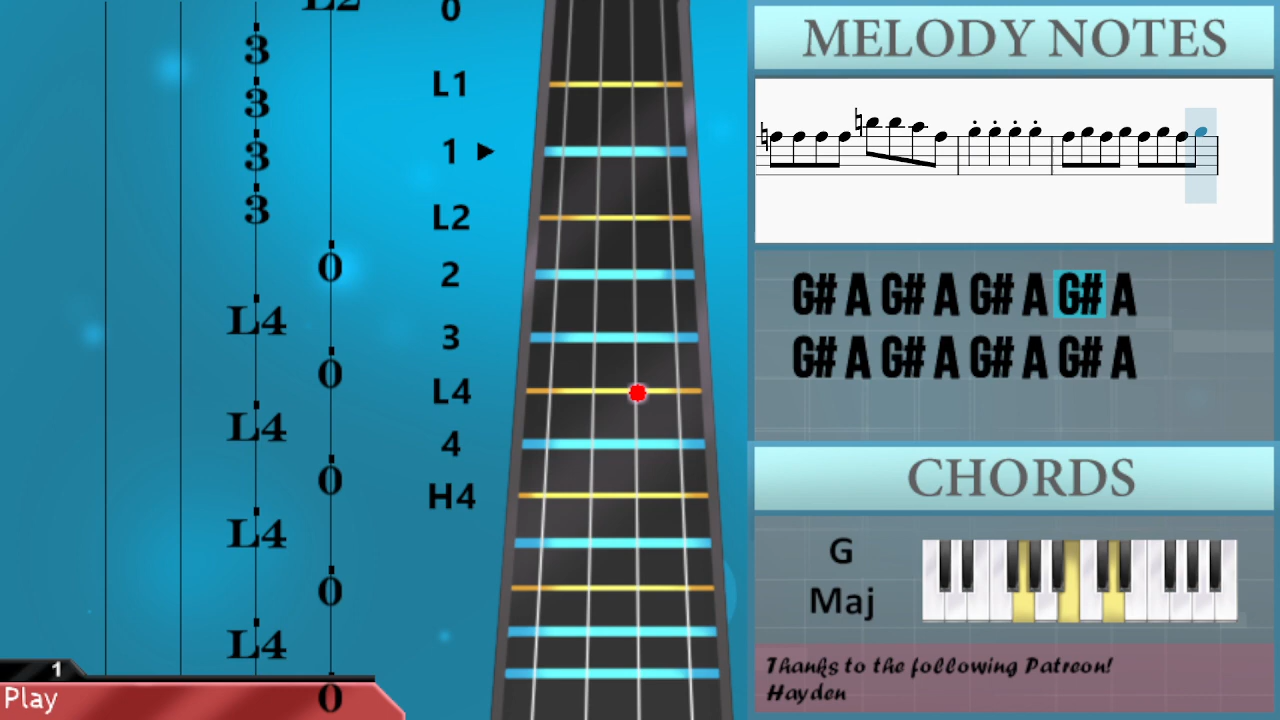 L2
3
3
3
3
0
L4
0
L4
0
L4
0
L4
0
1
Play
0
L1
1
L2
2
3
L4
4
H4
MELODY NOTES
G# A G# A G# A G# A
G# A G# A G# A G# A
CHORDS
G
Maj
Thanks to the following Patreon!
Hayden